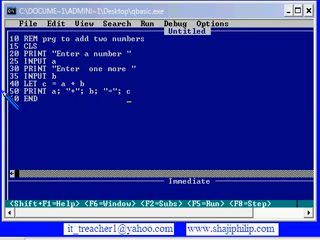 C:\DOCUME~1\ADMINI~1\Desktop\qbasic.exe
File Edit View Search Run Debug Options
Untitled
10 REM prg to add two numbers
15 CLS
20 PRINT "Enter a number "
25 INPUT a
30 PRINT "Enter  one more "
35 INPUT b
40 LET c = a + b
50 PRINT a; "+"; b; "="; c
0 END
Immediate
<Shift+F1=Help> <F6=Window> <F2=Subs> <F5=Run> <F8=Step>
it_treacher1@yahoo.com www.shajiphilip.com